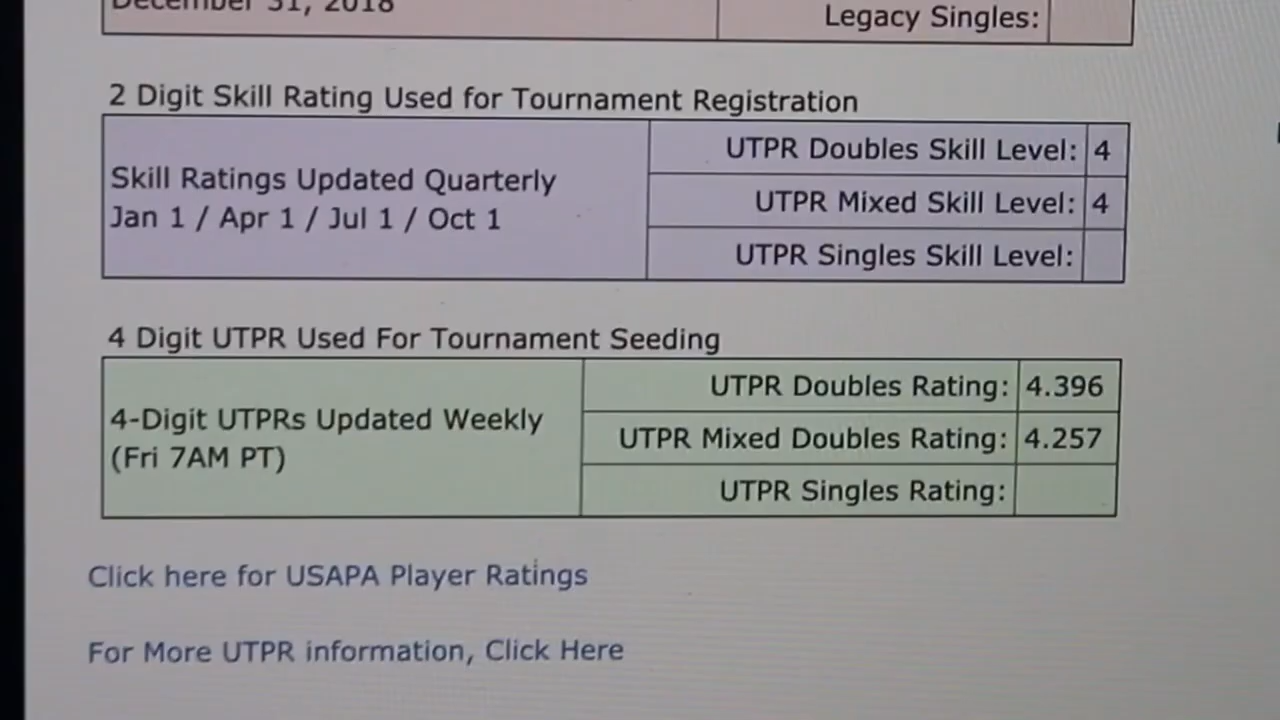 December 31, 2018
Legacy Singles:
2 Digit Skill Rating Used for Tournament Registration
Skill Ratings Updated Quarterly
Jan 1 / Apr 1 / Jul 1 / Oct 1
UTPR Doubles Skill Level: 4
UTPR Mixed Skill Level: 4
UTPR Singles Skill Level:
4 Digit UTPR Used For Tournament Seeding
4-Digit UTPRs Updated Weekly
(Fri 7AM PT)
UTPR Doubles Rating: 4.396
UTPR Mixed Doubles Rating: 4.257
UTPR Singles Rating:
Click here for USAPA Player Ratings
For More UTPR information, Click Here